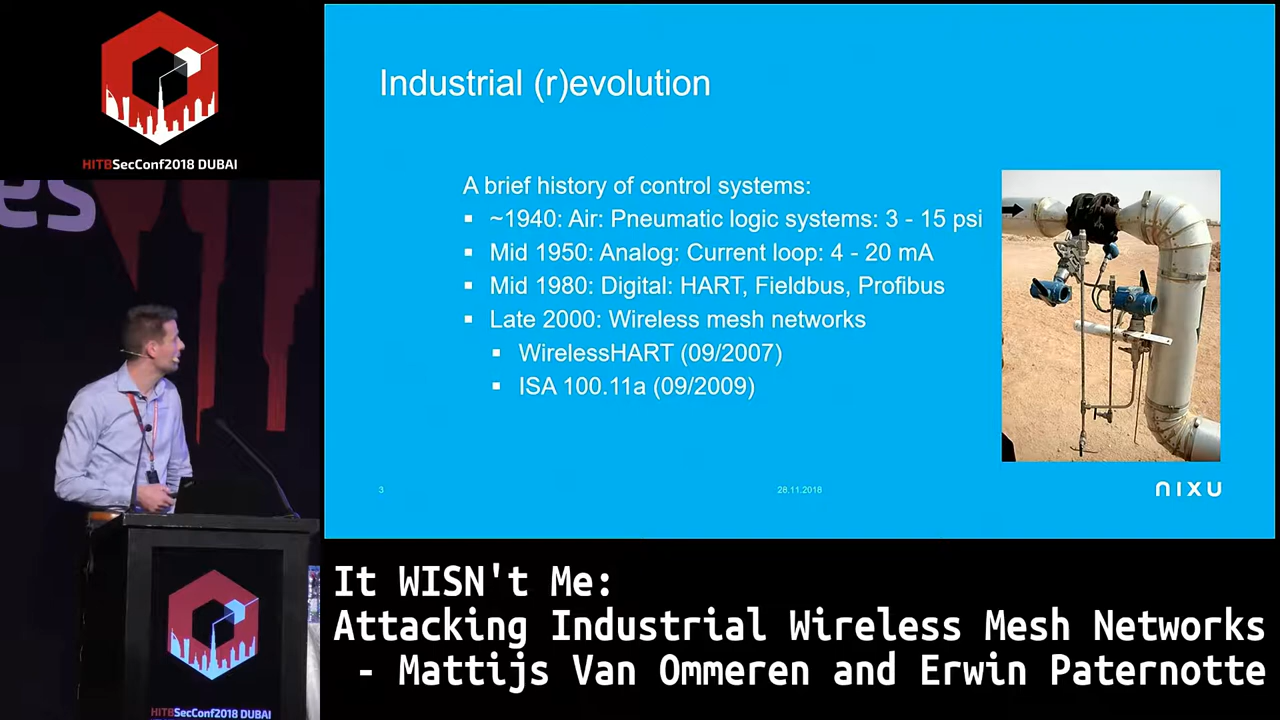 HITBSecConf2018 DUBAI
es
Industrial (r)evolution
A brief history of control systems:
▪ ~1940: Air: Pneumatic logic systems: 3 - 15 psi
▪ Mid 1950: Analog: Current loop: 4 - 20 mA
▪ Mid 1980: Digital: HART, Fieldbus, Profibus
▪ Late 2000: Wireless mesh networks
▪ WirelessHART (09/2007)
▪ ISA 100.11a (09/2009)
3
28.11.2018
NIXU
HITBSecConf2018 DUBAI
It WISN't Me:
Attacking Industrial Wireless Mesh Networks
- Mattijs Van Ommeren and Erwin Paternotte